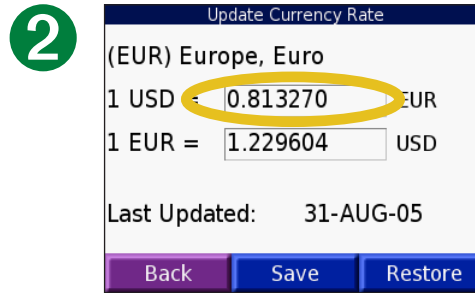 2
Update Currency Rate
(EUR) Europe, Euro
1 USD = 0.813270 EUR
1 EUR = 1.229604 USD
Last Updated: 31-AUG-05
Back Save Restore